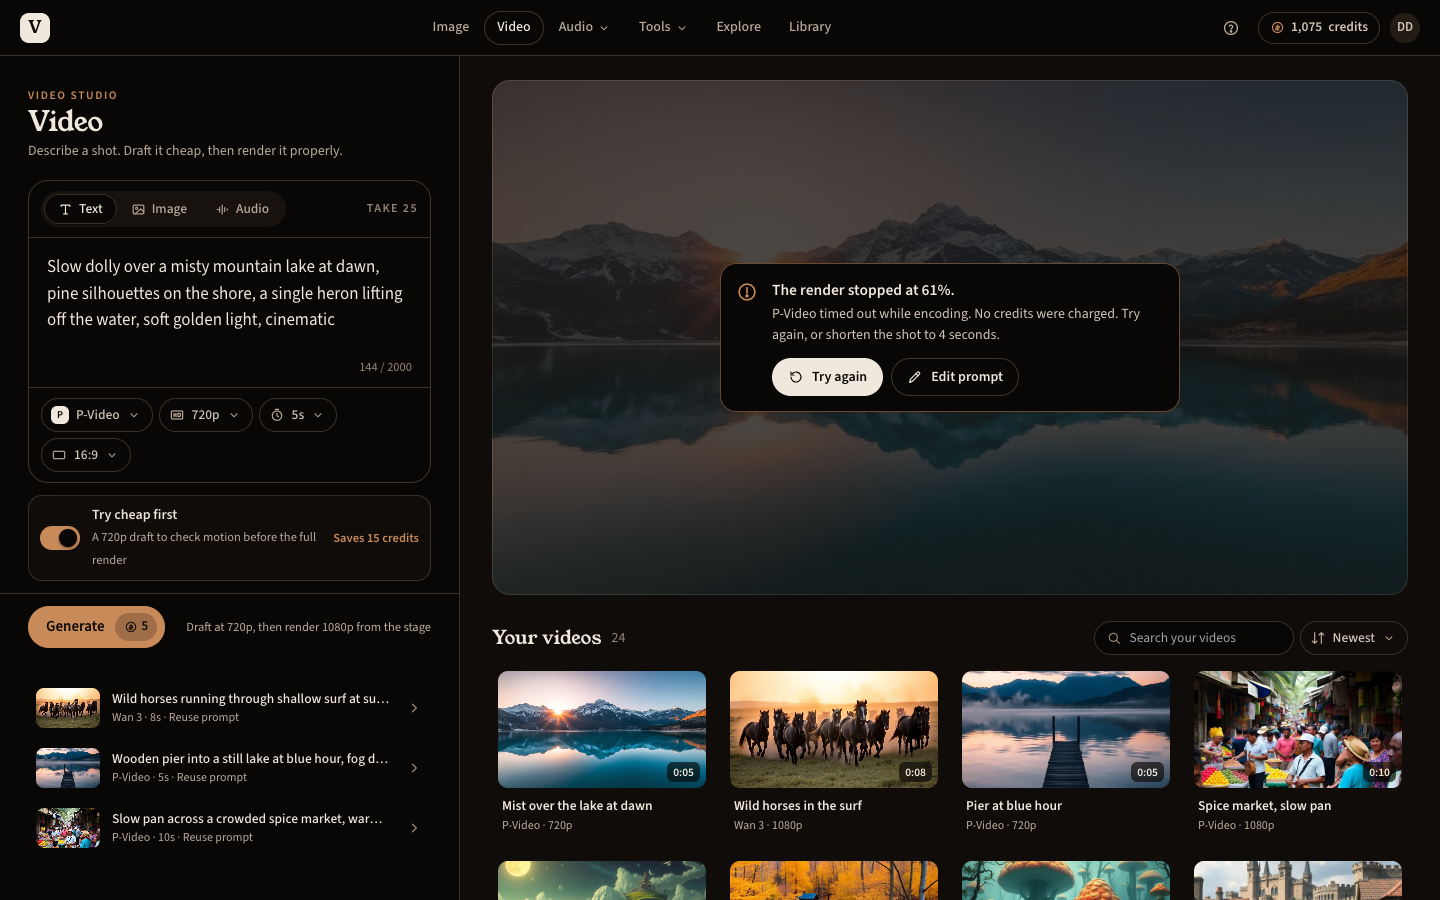 V
Image
Video
Audio
Tools
Explore
Library
1,075 credits
DD
VIDEO STUDIO
Video
Describe a shot. Draft it cheap, then render it properly.
Text
Image
Audio
TAKE 25
Slow dolly over a misty mountain lake at dawn,
pine silhouettes on the shore, a single heron lifting
off the water, soft golden light, cinematic
144 / 2000
P P-Video
HD 720p
5s
16:9
Try cheap first
A 720p draft to check motion before the full
render
Saves 15 credits
Generate 5
Draft at 720p, then render 1080p from the stage
Wild horses running through shallow surf at su…
Wan 3 · 8s · Reuse prompt
Wooden pier into a still lake at blue hour, fog d…
P-Video · 5s · Reuse prompt
Slow pan across a crowded spice market, war…
P-Video · 10s · Reuse prompt
The render stopped at 61%.
P-Video timed out while encoding. No credits were charged. Try
again, or shorten the shot to 4 seconds.
Try again
Edit prompt
Your videos 24
Search your videos
Newest
0:05
0:08
0:05
0:10
Mist over the lake at dawn
P-Video · 720p
Wild horses in the surf
Wan 3 · 1080p
Pier at blue hour
P-Video · 720p
Spice market, slow pan
P-Video · 1080p